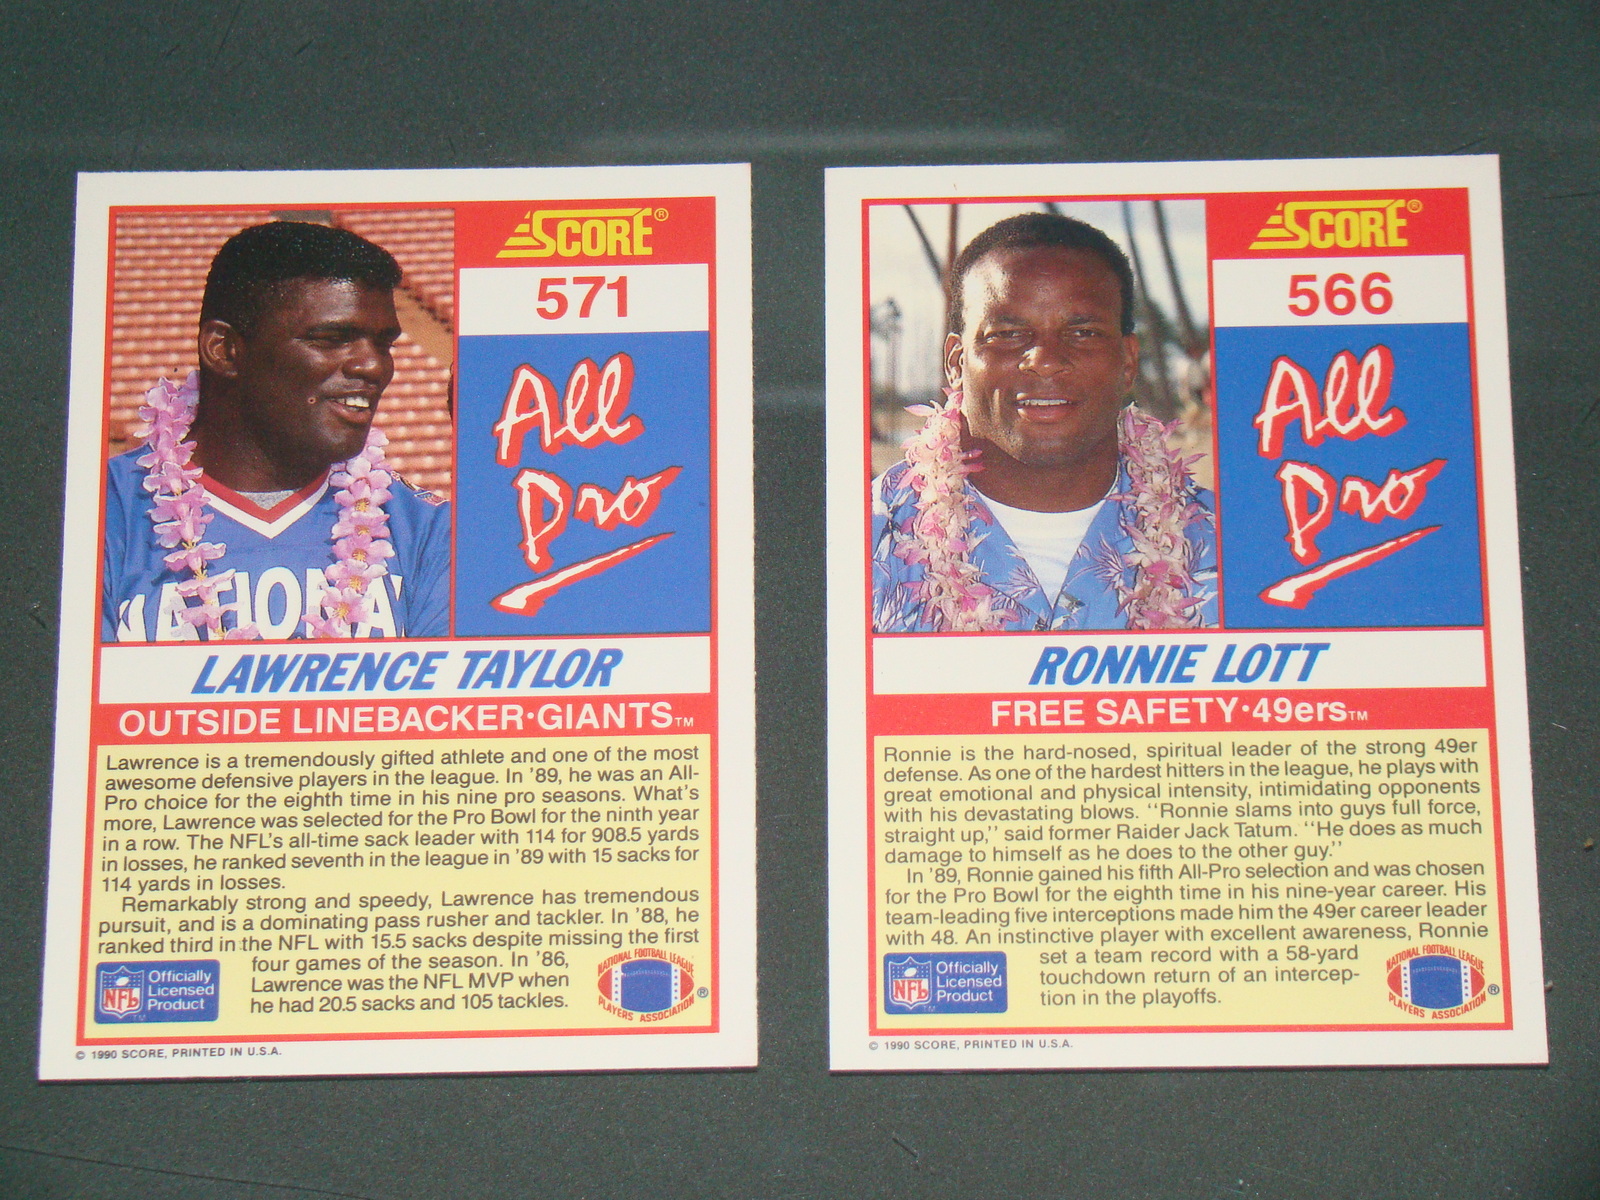 SCORE®
571
All
Pro
NATIONA
LAWRENCE TAYLOR
OUTSIDE LINEBACKER·GIANTS™
Lawrence is a tremendously gifted athlete and one of the most
awesome defensive players in the league. In '89, he was an All-
Pro choice for the eighth time in his nine pro seasons. What's
more, Lawrence was selected for the Pro Bowl for the ninth year
in a row. The NFL's all-time sack leader with 114 for 908.5 yards
in losses, he ranked seventh in the league in '89 with 15 sacks for
114 yards in losses.
Remarkably strong and speedy, Lawrence has tremendous
pursuit, and is a dominating pass rusher and tackler. In '88, he
ranked third in the NFL with 15.5 sacks despite missing the first
four games of the season. In '86,
Lawrence was the NFL MVP when
he had 20.5 sacks and 105 tackles.
NFL
Officially
Licensed
Product
TM
NATIONAL FOOTBALL LEAGUE
PLAYERS ASSOCIATION
®
© 1990 SCORE, PRINTED IN U.S.A.
SCORE®
566
All
Pro
RONNIE LOTT
FREE SAFETY·49ers™
Ronnie is the hard-nosed, spiritual leader of the strong 49er
defense. As one of the hardest hitters in the league, he plays with
great emotional and physical intensity, intimidating opponents
with his devastating blows. "Ronnie slams into guys full force,
straight up," said former Raider Jack Tatum. "He does as much
damage to himself as he does to the other guy."
In '89, Ronnie gained his fifth All-Pro selection and was chosen
for the Pro Bowl for the eighth time in his nine-year career. His
team-leading five interceptions made him the 49er career leader
with 48. An instinctive player with excellent awareness, Ronnie
set a team record with a 58-yard
touchdown return of an intercep-
tion in the playoffs.
NFL
Officially
Licensed
Product
TM
NATIONAL FOOTBALL LEAGUE
PLAYERS ASSOCIATION
®
© 1990 SCORE, PRINTED IN U.S.A.